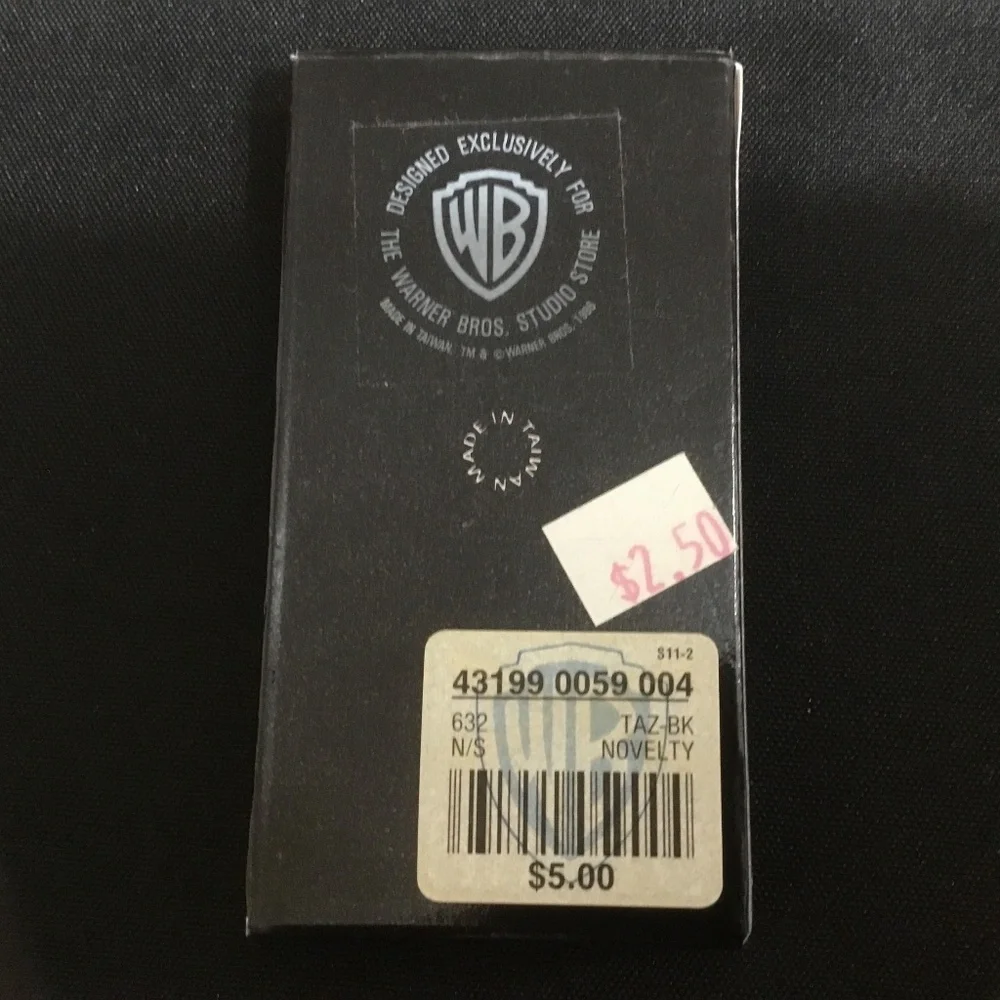 DESIGNED EXCLUSIVELY FOR
WB
THE WARNER BROS. STUDIO STORE
MADE IN TAIWAN. TM & © WARNER BROS.
MADE IN TAIWAN
$2.50
S11-2
43199 0059 004
632 TAZ-BK
N/S NOVELTY
$5.00